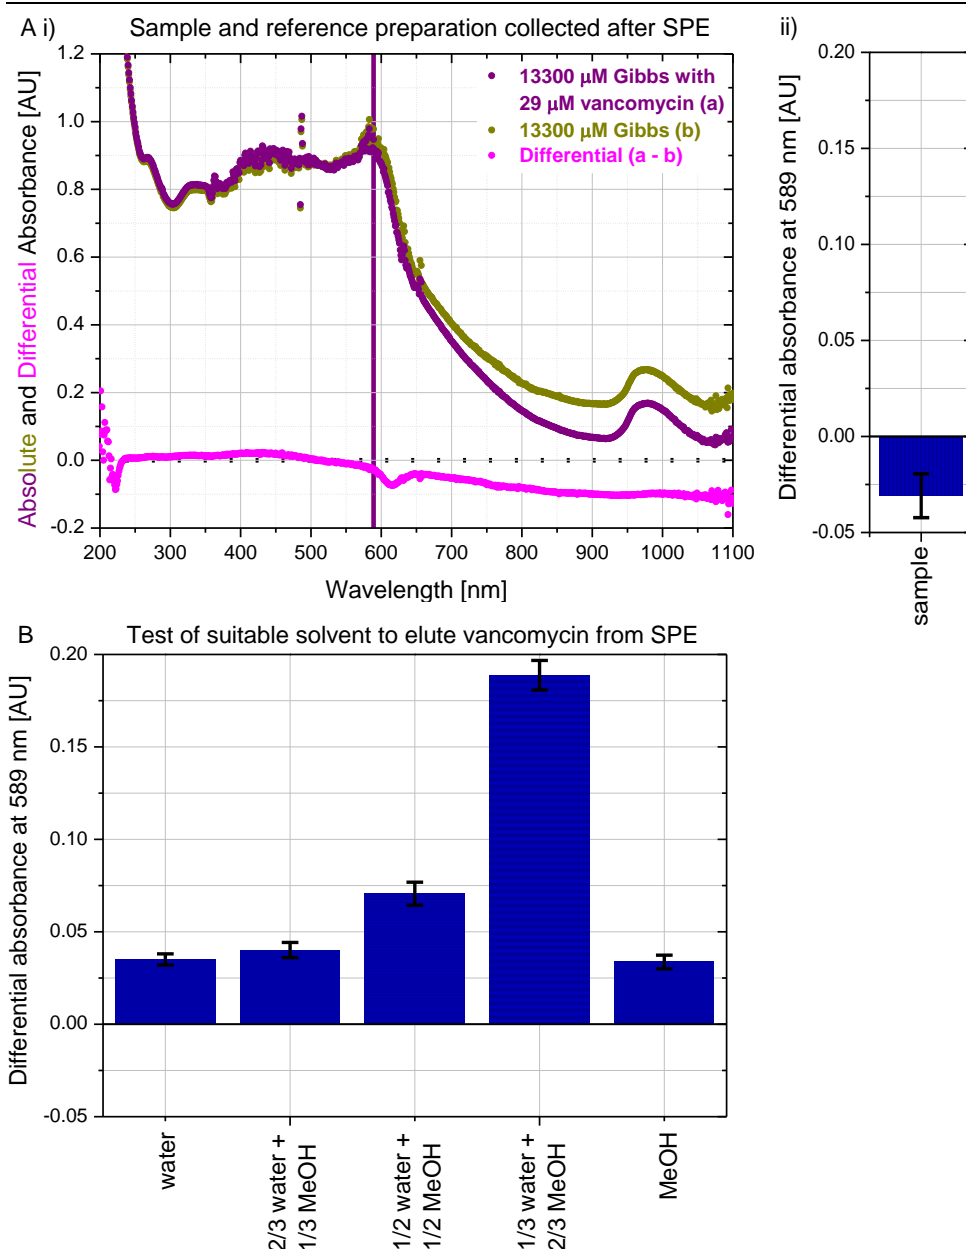 A i)
Sample and reference preparation collected after SPE
ii)
Absolute and Differential Absorbance [AU]
1.2
1.0
0.8
0.6
0.4
0.2
0.0
-0.2
13300 µM Gibbs with
29 µM vancomycin (a)
13300 µM Gibbs (b)
Differential (a - b)
200 300 400 500 600 700 800 900 1000 1100
Wavelength [nm]
Differential absorbance at 589 nm [AU]
0.20
0.15
0.10
0.05
0.00
-0.05
sample
B
Test of suitable solvent to elute vancomycin from SPE
Differential absorbance at 589 nm [AU]
0.20
0.15
0.10
0.05
0.00
-0.05
water
2/3 water +
1/3 MeOH
1/2 water +
1/2 MeOH
1/3 water +
2/3 MeOH
MeOH